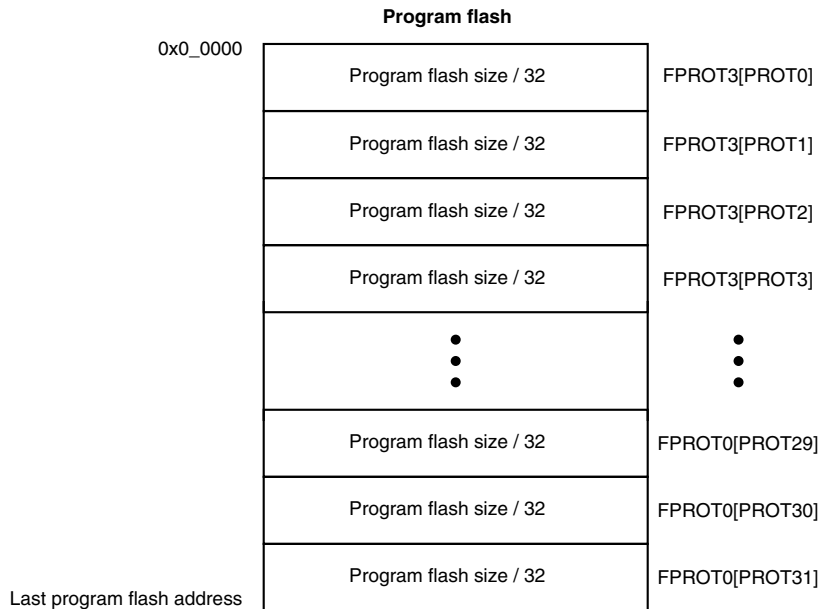 Program flash
0x0_0000
Program flash size / 32 FPROT3[PROT0]
Program flash size / 32 FPROT3[PROT1]
Program flash size / 32 FPROT3[PROT2]
Program flash size / 32 FPROT3[PROT3]
Program flash size / 32 FPROT0[PROT29]
Program flash size / 32 FPROT0[PROT30]
Program flash size / 32 FPROT0[PROT31]
Last program flash address